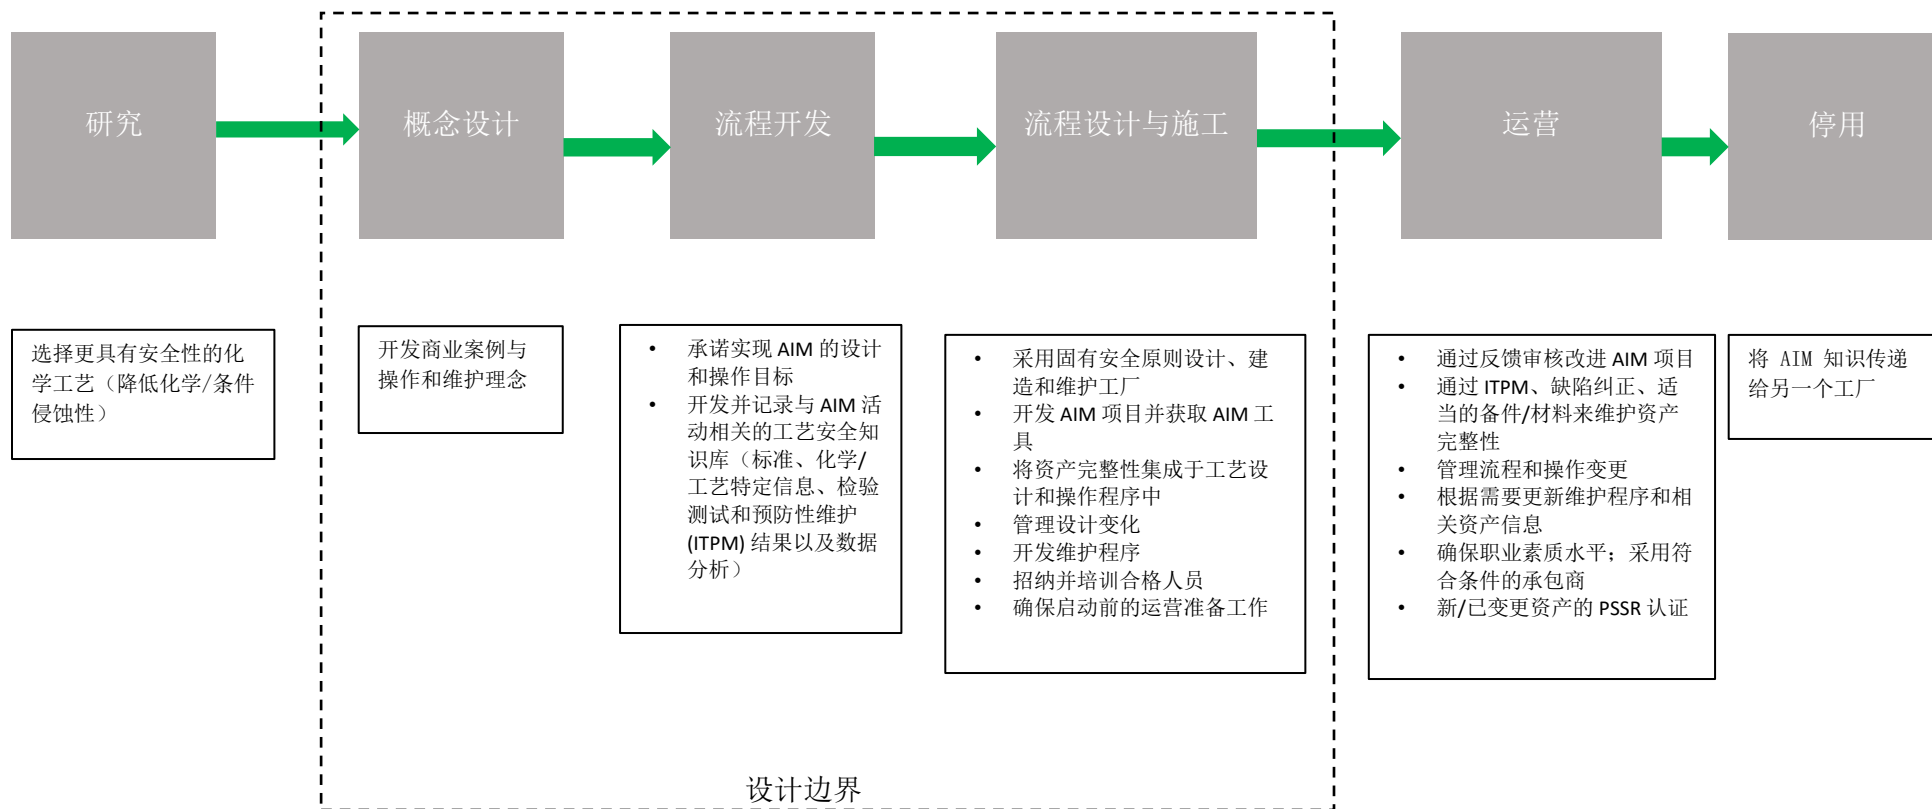 研究
概念设计
流程开发
流程设计与施工
运营
停用
选择更具有安全性的化
学工艺（降低化学/条件
侵蚀性）
开发商业案例与
操作和维护理念
• 承诺实现 AIM 的设计
和操作目标
• 开发并记录与 AIM 活
动相关的工艺安全知
识库（标准、化学/
工艺特定信息、检验
测试和预防性维护
(ITPM) 结果以及数据
分析）
• 采用固有安全原则设计、建
造和维护工厂
• 开发 AIM 项目并获取 AIM 工
具
• 将资产完整性集成于工艺设
计和操作程序中
• 管理设计变化
• 开发维护程序
• 招纳并培训合格人员
• 确保启动前的运营准备工作
• 通过反馈审核改进 AIM 项目
• 通过 ITPM、缺陷纠正、适
当的备件/材料来维护资产
完整性
• 管理流程和操作变更
• 根据需要更新维护程序和相
关资产信息
• 确保职业素质水平；采用符
合条件的承包商
• 新/已变更资产的 PSSR 认证
将 AIM 知识传递
给另一个工厂
设计边界